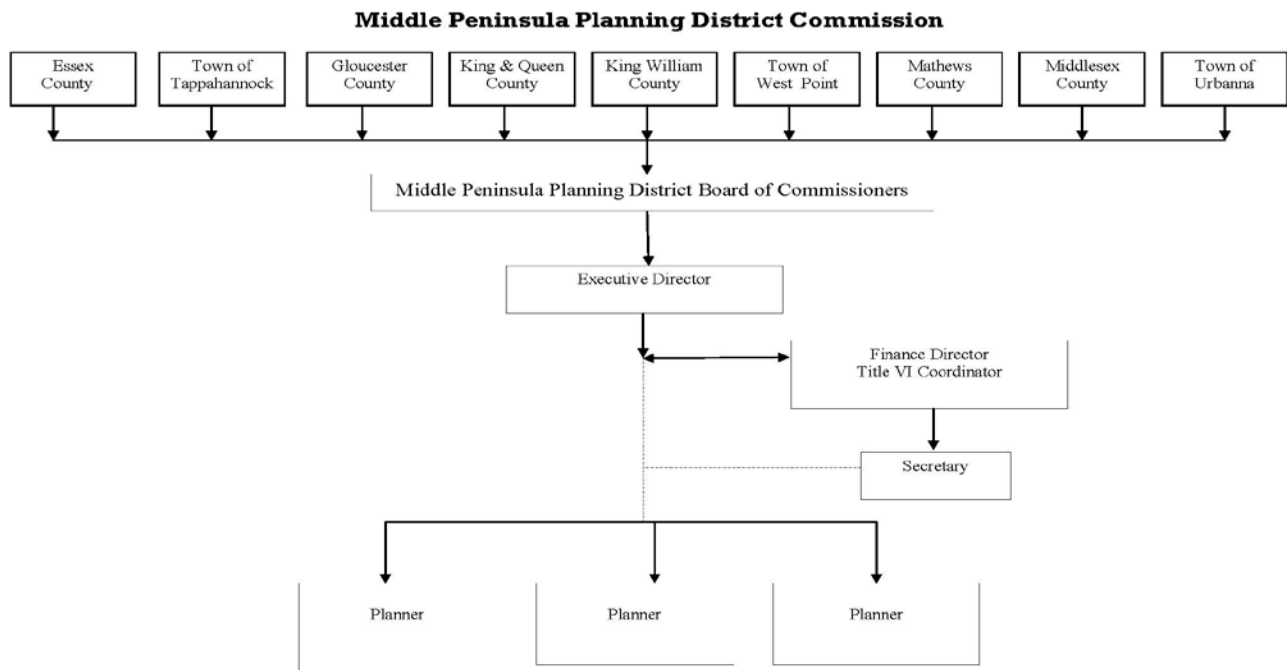 Middle Peninsula Planning District Commission
Essex
County
Town of
Tappahannock
Gloucester
County
King & Queen
County
King William
County
Town of
West Point
Mathews
County
Middlesex
County
Town of
Urbanna
Middle Peninsula Planning District Board of Commissioners
Executive Director
Finance Director
Title VI Coordinator
Secretary
Planner
Planner
Planner